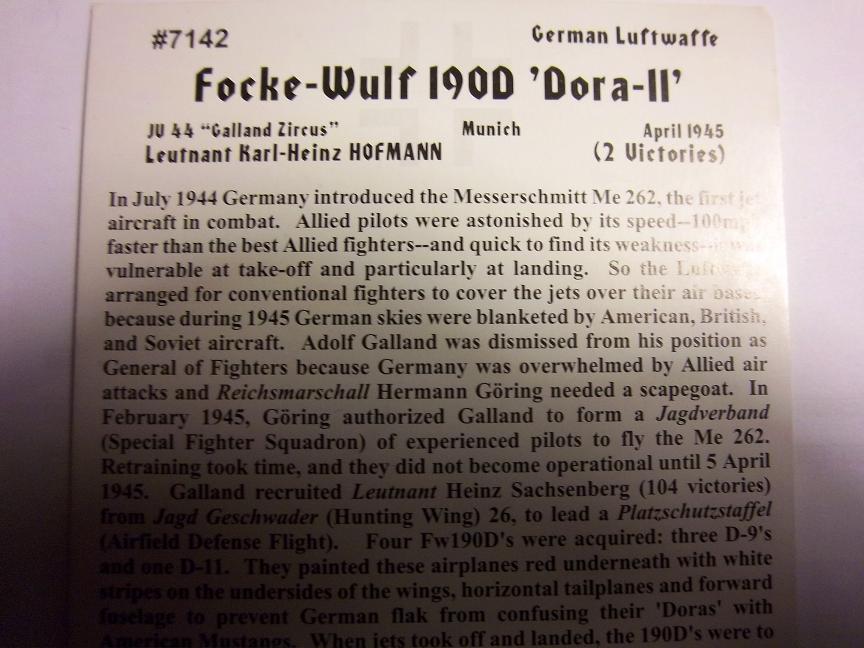 #7142
German Luftwaffe
Focke-Wulf 190D 'Dora-11'
JU 44 "Galland Zircus"
Munich
April 1945
Leutnant Karl-Heinz HOFMANN
(2 Victories)
In July 1944 Germany introduced the Messerschmitt Me 262, the first jet
aircraft in combat. Allied pilots were astonished by its speed--100mph
faster than the best Allied fighters--and quick to find its weakness--it was
vulnerable at take-off and particularly at landing. So the Luftwaffe
arranged for conventional fighters to cover the jets over their air bases,
because during 1945 German skies were blanketed by American, British,
and Soviet aircraft. Adolf Galland was dismissed from his position as
General of Fighters because Germany was overwhelmed by Allied air
attacks and Reichsmarschall Hermann Göring needed a scapegoat. In
February 1945, Göring authorized Galland to form a Jagdverband
(Special Fighter Squadron) of experienced pilots to fly the Me 262.
Retraining took time, and they did not become operational until 5 April
1945. Galland recruited Leutnant Heinz Sachsenberg (104 victories)
from Jagd Geschwader (Hunting Wing) 26, to lead a Platzschutzstaffel
(Airfield Defense Flight). Four Fw190D's were acquired: three D-9's
and one D-11. They painted these airplanes red underneath with white
stripes on the undersides of the wings, horizontal tailplanes and forward
fuselage to prevent German flak from confusing their 'Doras' with
American Mustangs. When jets took off and landed, the 190D's were to